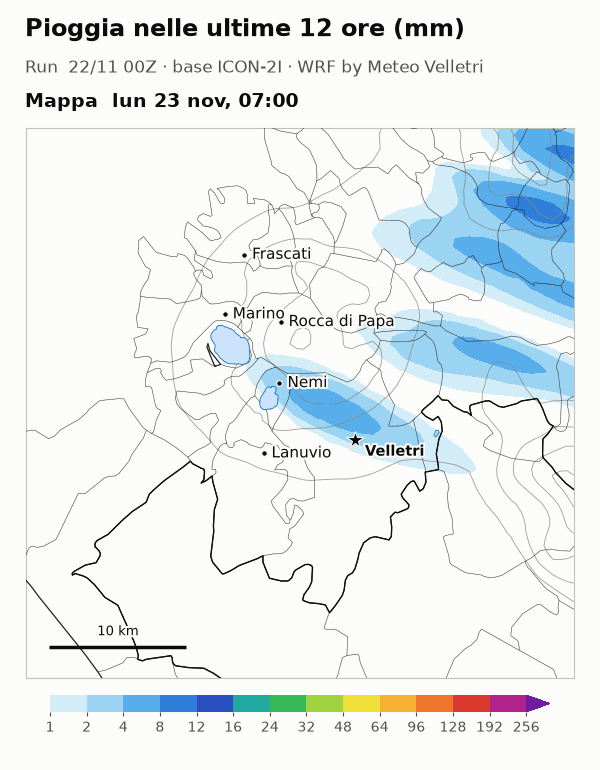 Pioggia nelle ultime 12 ore (mm)
Run  22/11 00Z · base ICON-2I · WRF by Meteo Velletri
Mappa  lun 23 nov, 07:00
Frascati
Marino
Rocca di Papa
Nemi
Velletri
Lanuvio
10 km
1 2 4 8 12 16 24 32 48 64 96 128 192 256